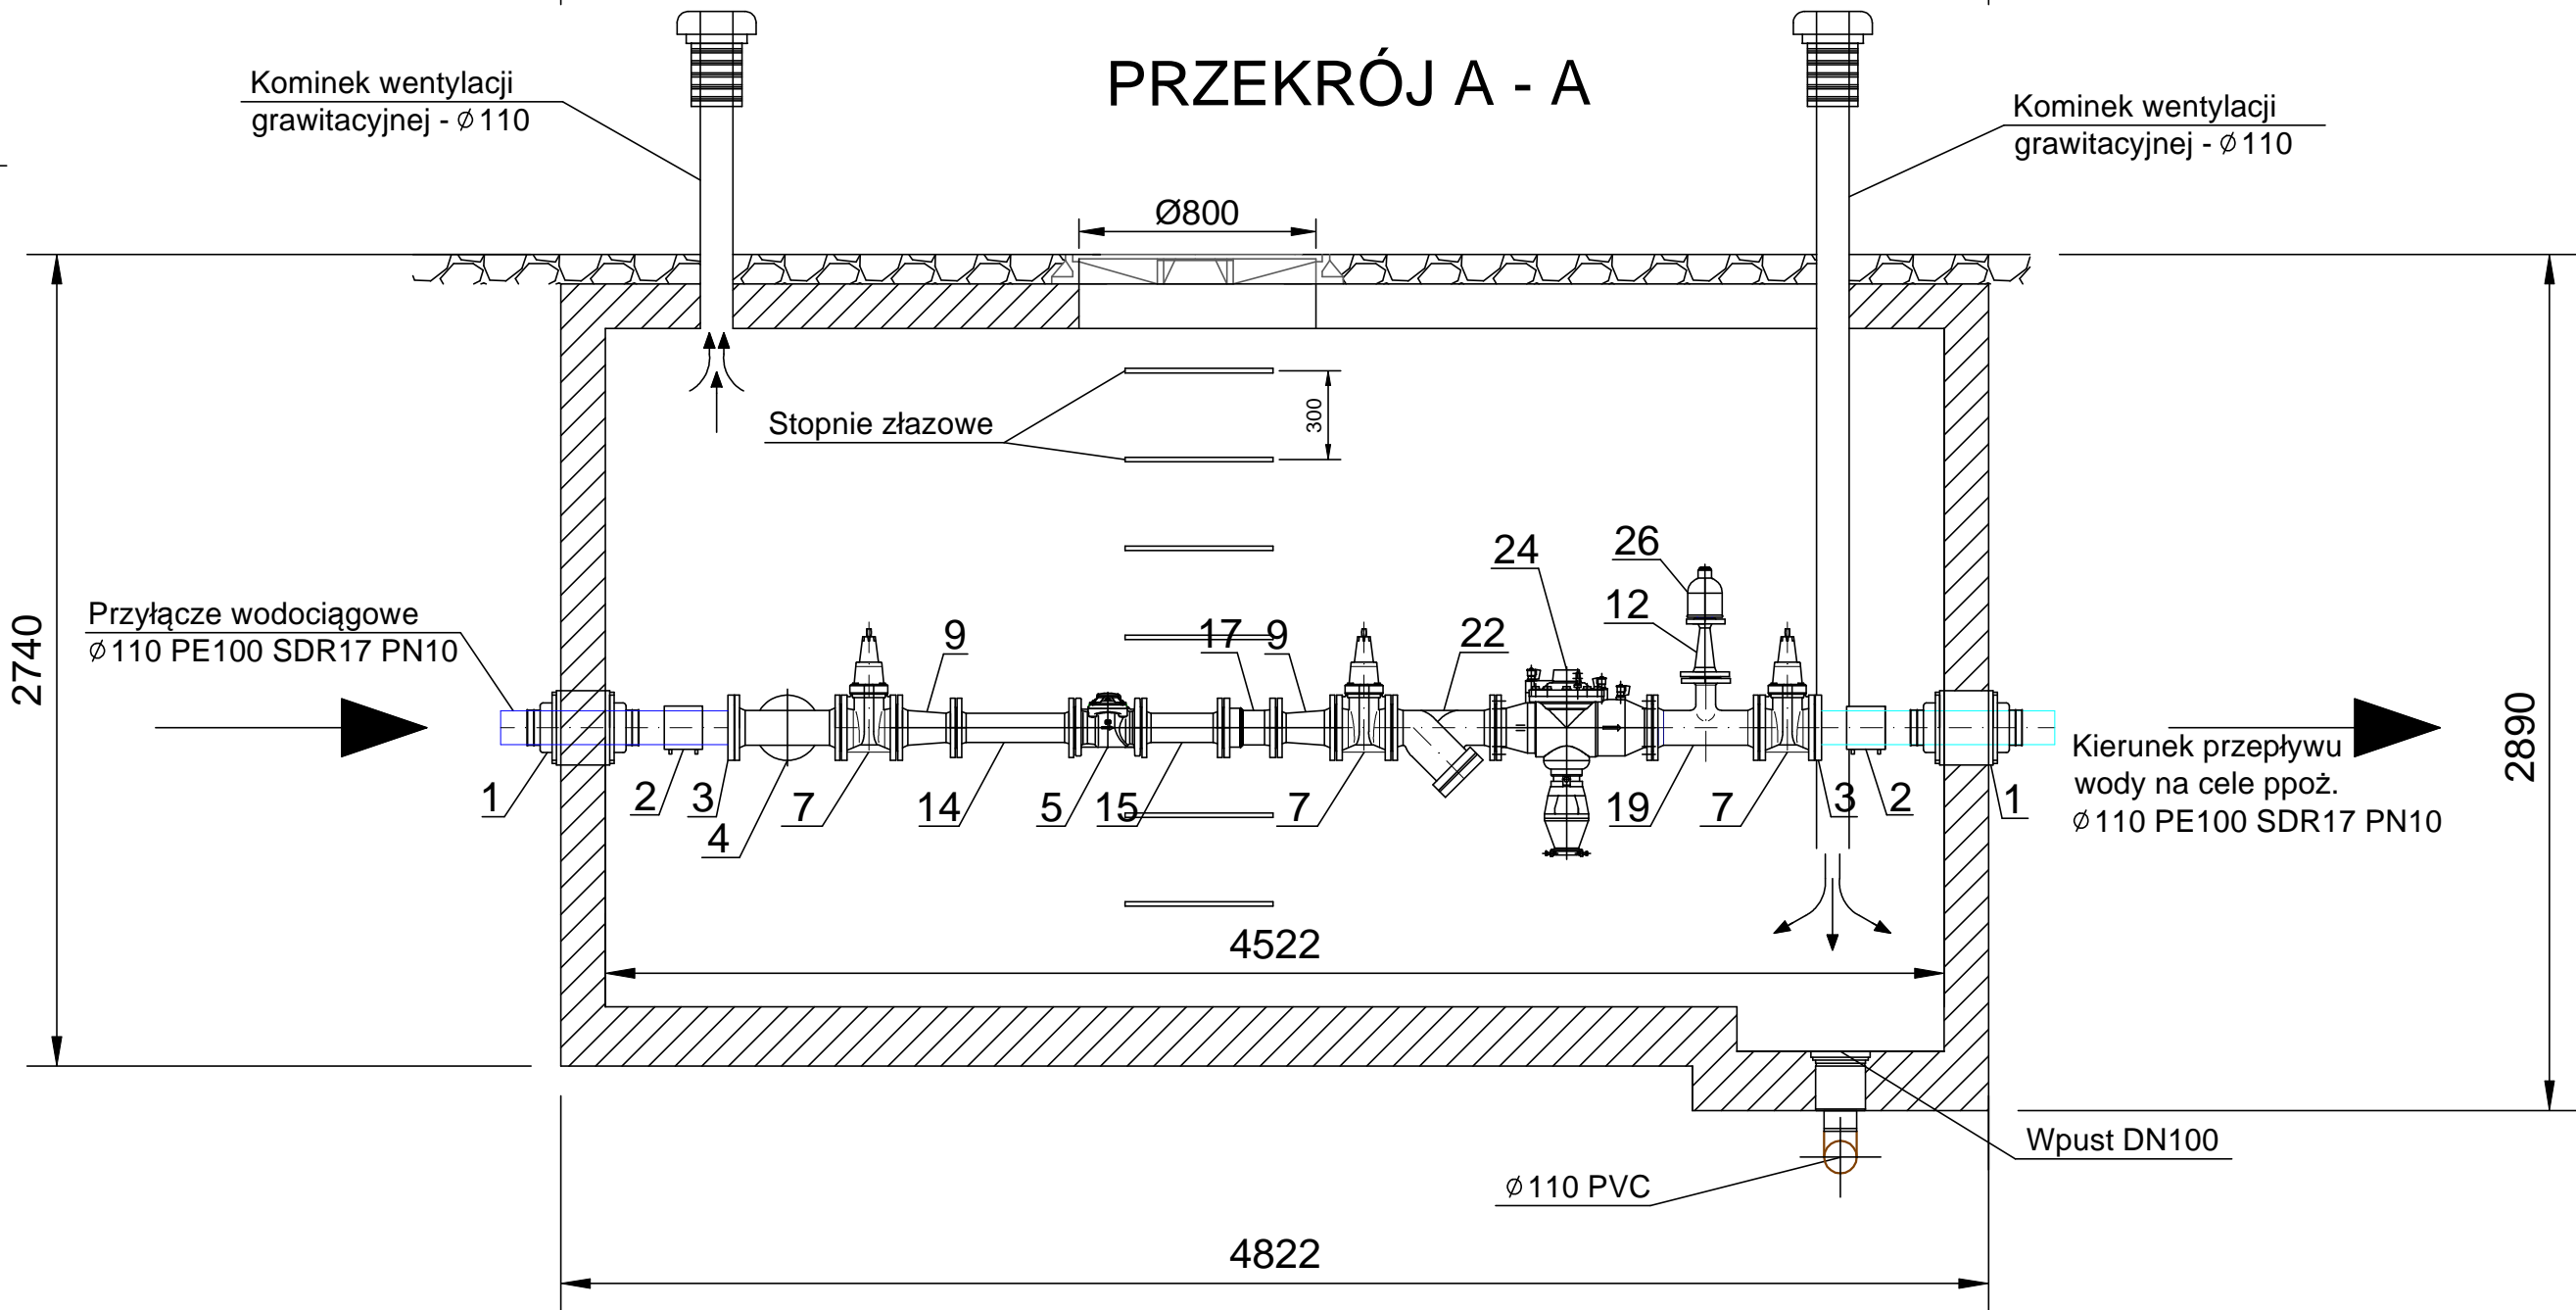 PRZEKRÓJ A - A
Kominek wentylacji
grawitacyjnej - ⌀110
Kominek wentylacji
grawitacyjnej - ⌀110
Ø800
Stopnie złazowe
300
2740
2890
Przyłącze wodociągowe
⌀110 PE100 SDR17 PN10
9
17
9
22
24
12
26
1
2
3
4
7
14
5
15
7
19
7
3
2
1
Kierunek przepływu
wody na cele ppoż.
⌀110 PE100 SDR17 PN10
4522
Wpust DN100
⌀110 PVC
4822